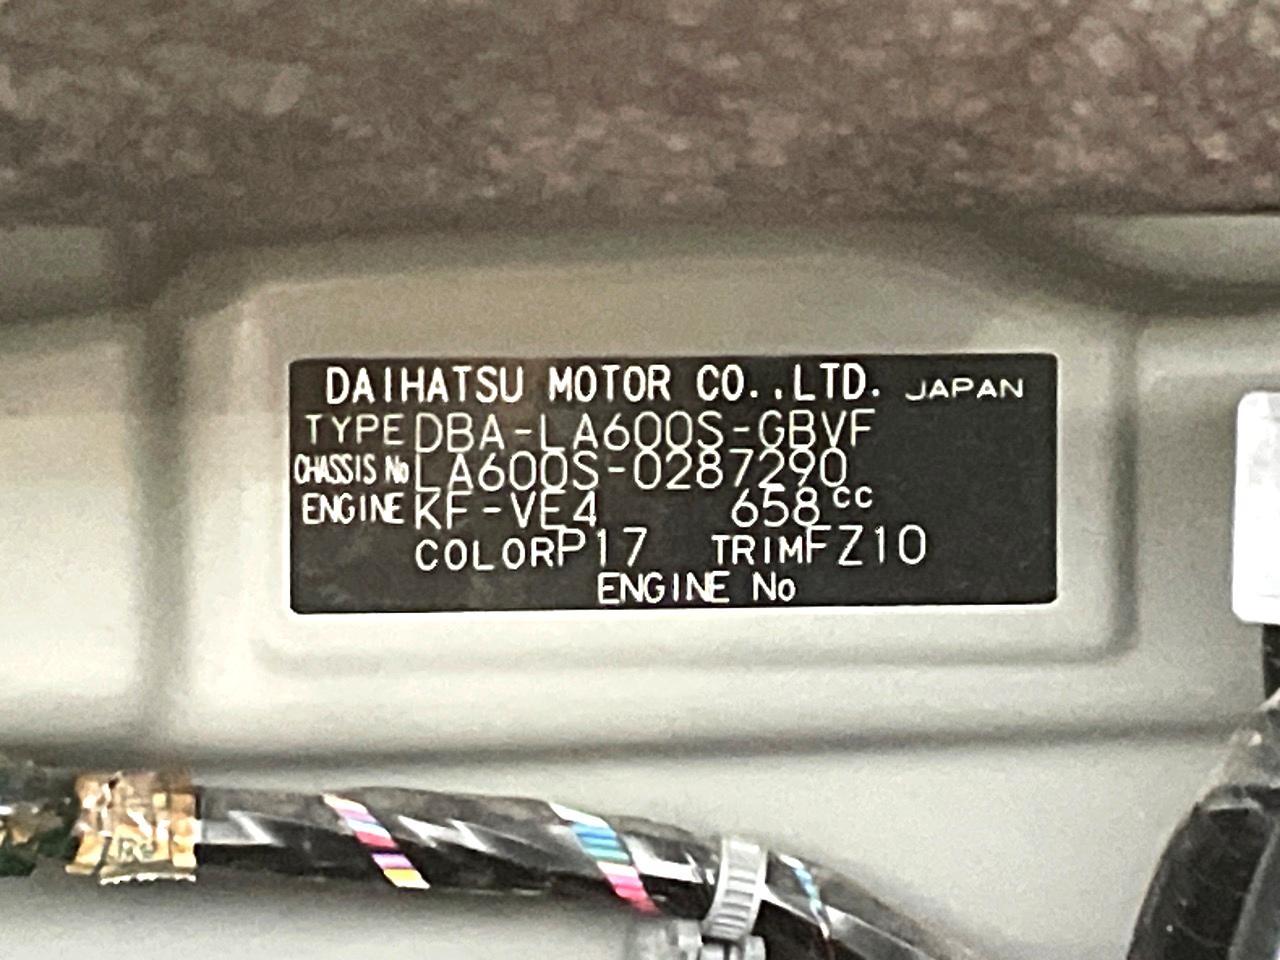 DAIHATSU MOTOR CO.,LTD. JAPAN
TYPE DBA-LA600S-GBVF
CHASSIS No LA600S-0287290
ENGINE KF-VE4 658cc
COLOR P17 TRIM FZ10
ENGINE No